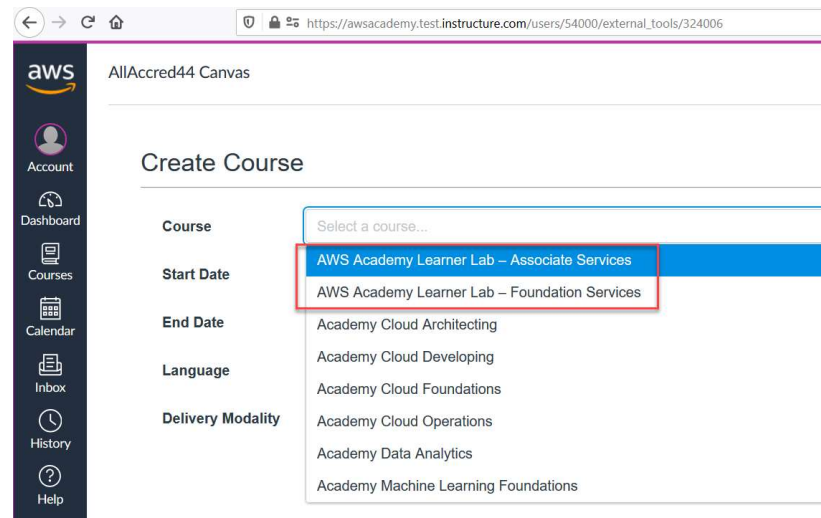 https://awsacademy.test.instructure.com/users/54000/external_tools/324006
aws
AllAccred44 Canvas
Account
Dashboard
Courses
Calendar
Inbox
History
Help
Create Course
Course
Select a course...
Start Date
End Date
Language
Delivery Modality
AWS Academy Learner Lab – Associate Services
AWS Academy Learner Lab – Foundation Services
Academy Cloud Architecting
Academy Cloud Developing
Academy Cloud Foundations
Academy Cloud Operations
Academy Data Analytics
Academy Machine Learning Foundations